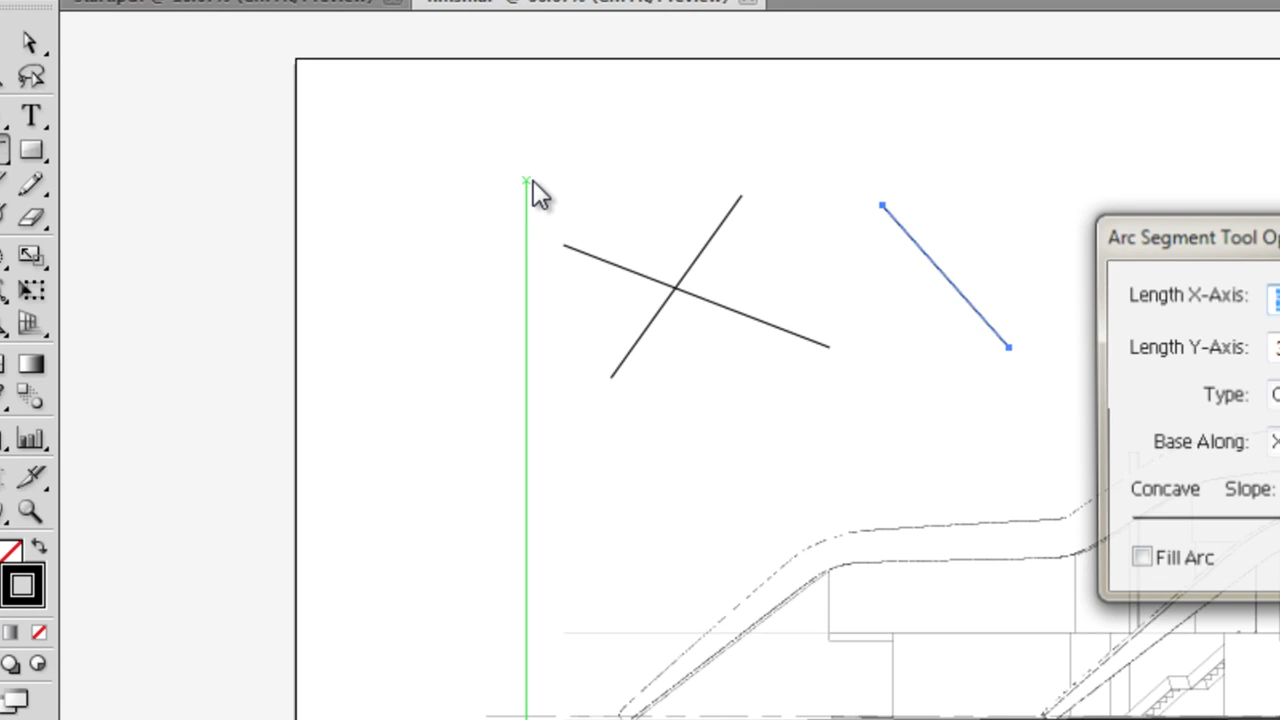 T
Arc Segment Tool Op
Length X-Axis:
Length Y-Axis:
Type:
Base Along:
Concave Slope:
Fill Arc